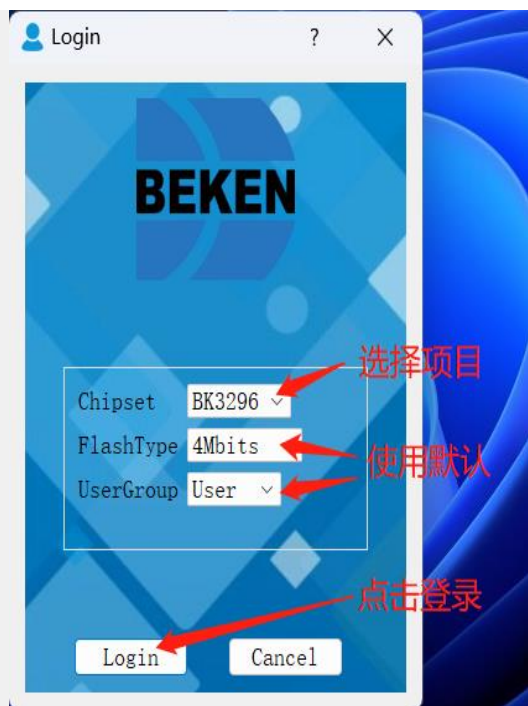 Login
?
BEKEN
选择项目
Chipset BK3296
FlashType 4Mbits
使用默认
UserGroup User
点击登录
Login Cancel